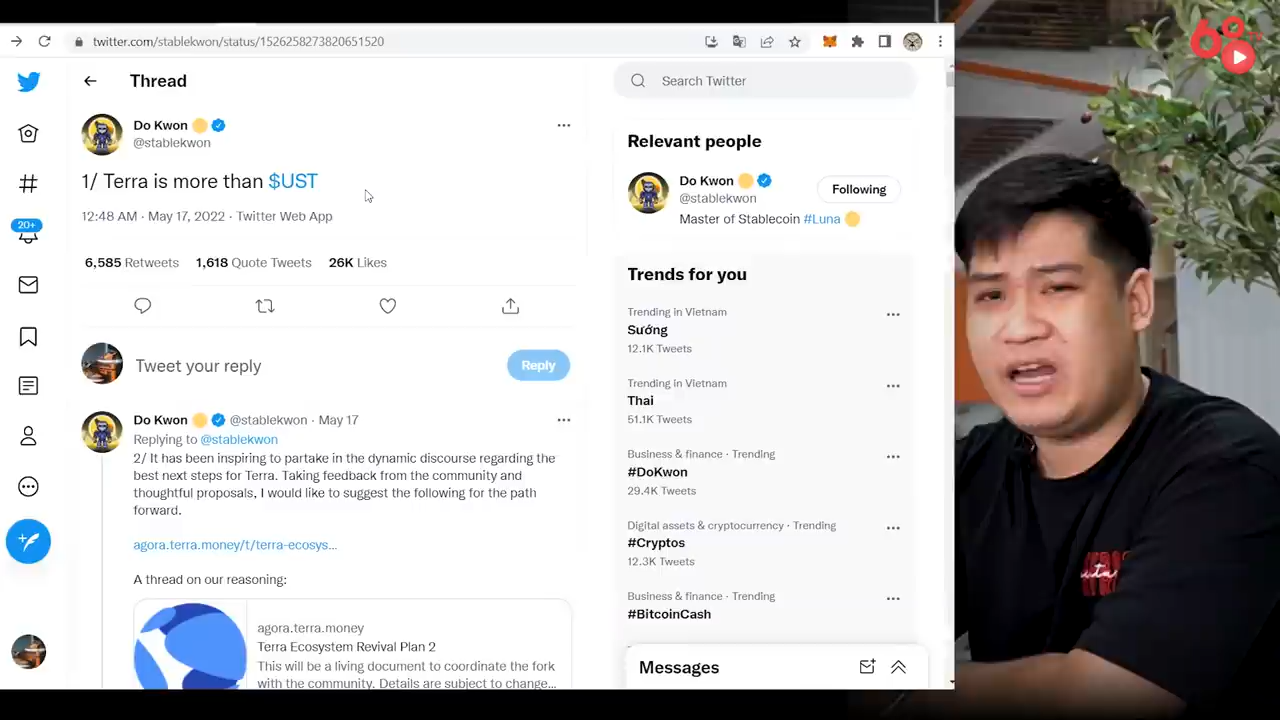 twitter.com/stablekwon/status/1526258273820651520
68
TV
Thread
Search Twitter
Do Kwon
@stablekwon
1/ Terra is more than $UST
12:48 AM · May 17, 2022 · Twitter Web App
6,585 Retweets 1,618 Quote Tweets 26K Likes
20+
Tweet your reply
Reply
Do Kwon @stablekwon · May 17
Replying to @stablekwon
2/ It has been inspiring to partake in the dynamic discourse regarding the
best next steps for Terra. Taking feedback from the community and
thoughtful proposals, I would like to suggest the following for the path
forward.
agora.terra.money/t/terra-ecosys...
A thread on our reasoning:
agora.terra.money
Terra Ecosystem Revival Plan 2
This will be a living document to coordinate the fork
with the community. Details are subject to change...
Relevant people
Do Kwon
Following
@stablekwon
Master of Stablecoin #Luna
Trends for you
Trending in Vietnam
Sướng
12.1K Tweets
Trending in Vietnam
Thai
51.1K Tweets
Business & finance · Trending
#DoKwon
29.4K Tweets
Digital assets & cryptocurrency · Trending
#Cryptos
12.3K Tweets
Business & finance · Trending
#BitcoinCash
Messages